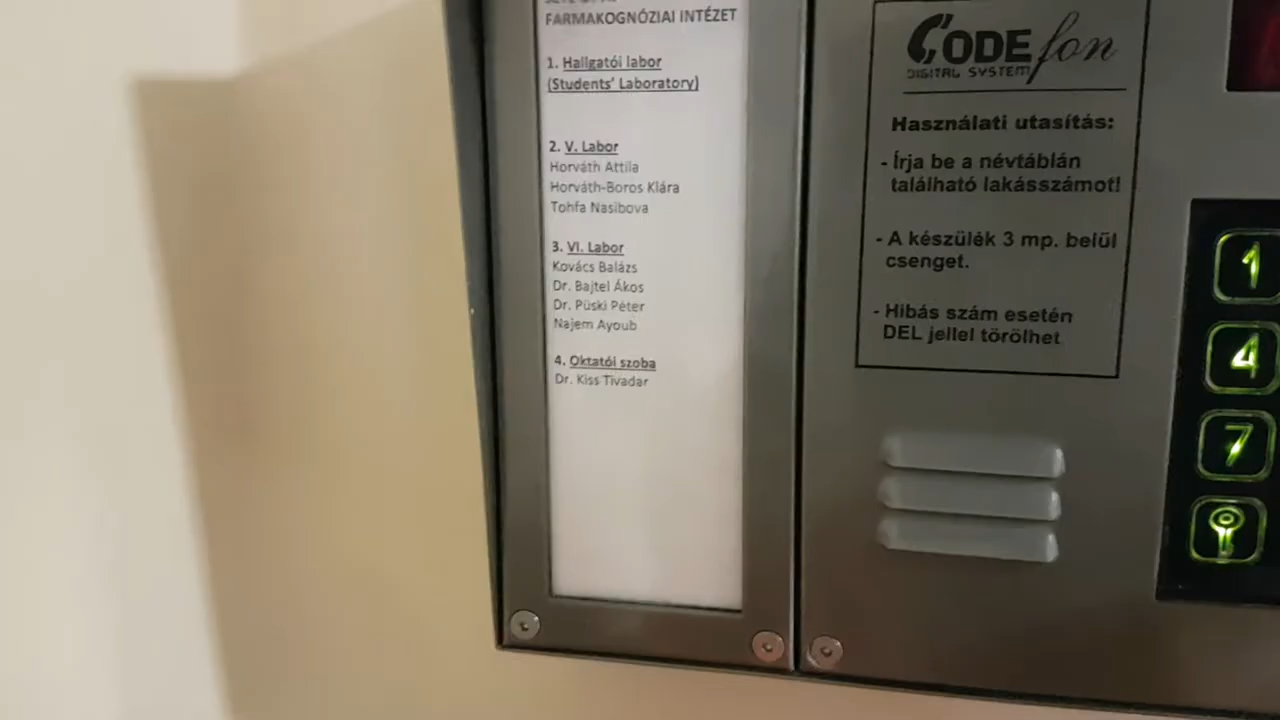 FARMAKOGNÓZIAI INTÉZET
1. Hallgatói labor
(Students' Laboratory)
2. V. Labor
Horváth Attila
Horváth-Boros Klára
Tohfa Nasibova
3. VI. Labor
Kovács Balázs
Dr. Bajtel Ákos
Dr. Püski Péter
Najem Ayoub
4. Oktatói szoba
Dr. Kiss Tivadar
CODEfon
DIGITAL SYSTEM
Használati utasítás:
- Írja be a névtáblán
található lakásszámot!
- A készülék 3 mp. belül
csenget.
- Hibás szám esetén
DEL jellel törölhet
1
4
7